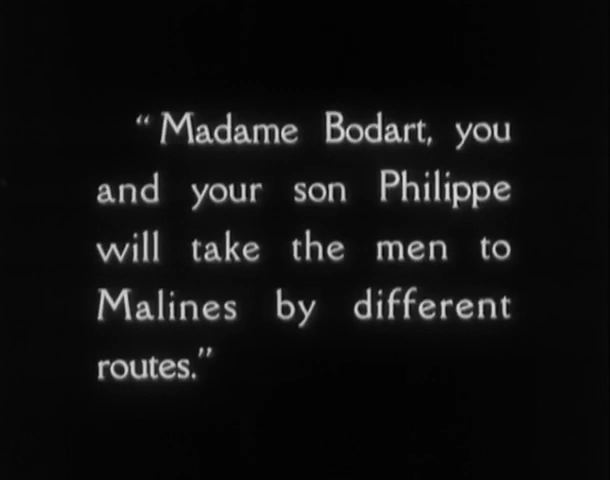 “Madame Bodart, you
and your son Philippe
will take the men to
Malines by different
routes.”